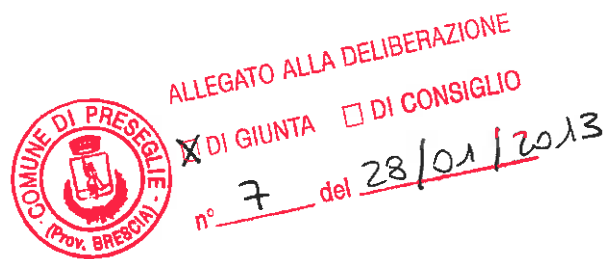 ALLEGATO ALLA DELIBERAZIONE
X DI GIUNTA □ DI CONSIGLIO
n° 7 del 28/01/2013
COMUNE DI PRESEGLIE
(Prov. BRESCIA)